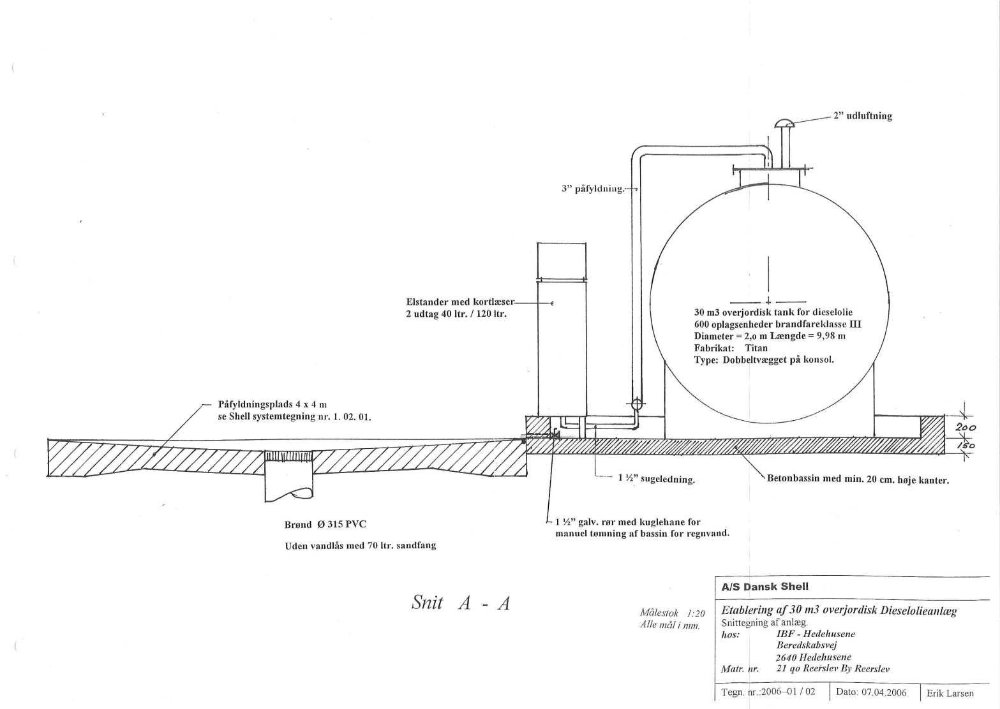 2” udluftning
3” påfyldning.
Elstander med kortlæser
2 udtag 40 ltr. / 120 ltr.
30 m3 overjordisk tank for dieselolie
600 oplagsenheder brandfareklasse III
Diameter = 2,o m Længde = 9,98 m
Fabrikat: Titan
Type: Dobbeltvægget på konsol.
Påfyldningsplads 4 x 4 m
se Shell systemtegning nr. 1. 02. 01.
200
150
1 ½” sugeledning.
Betonbassin med min. 20 cm. høje kanter.
Brønd Ø 315 PVC
Uden vandlås med 70 ltr. sandfang
1 ½” galv. rør med kuglehane for
manuel tømning af bassin for regnvand.
Snit A - A
Målestok 1:20
Alle mål i mm.
A/S Dansk Shell
Etablering af 30 m3 overjordisk Dieselolieanlæg
Snittegning af anlæg.
hos: IBF - Hedehusene
Beredskabsvej
2640 Hedehusene
Matr. nr. 21 qo Reerslev By Reerslev
Tegn. nr.:2006–01 / 02
Dato: 07.04.2006
Erik Larsen